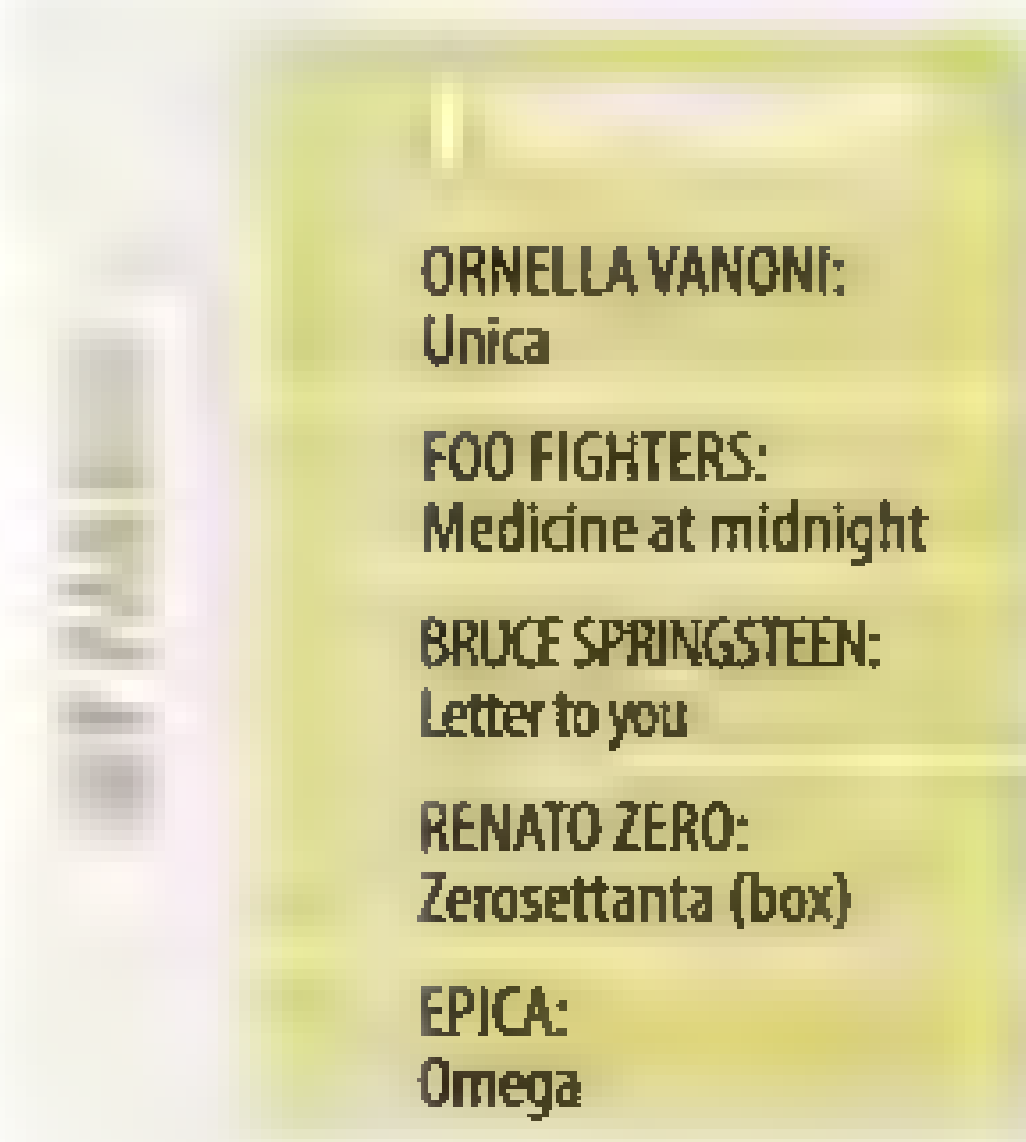 ORNELLA VANONI:
Unica
FOO FIGHTERS:
Medicine at midnight
BRUCE SPRINGSTEEN:
Letter to you
RENATO ZERO:
Zerosettanta (box)
EPICA:
Omega